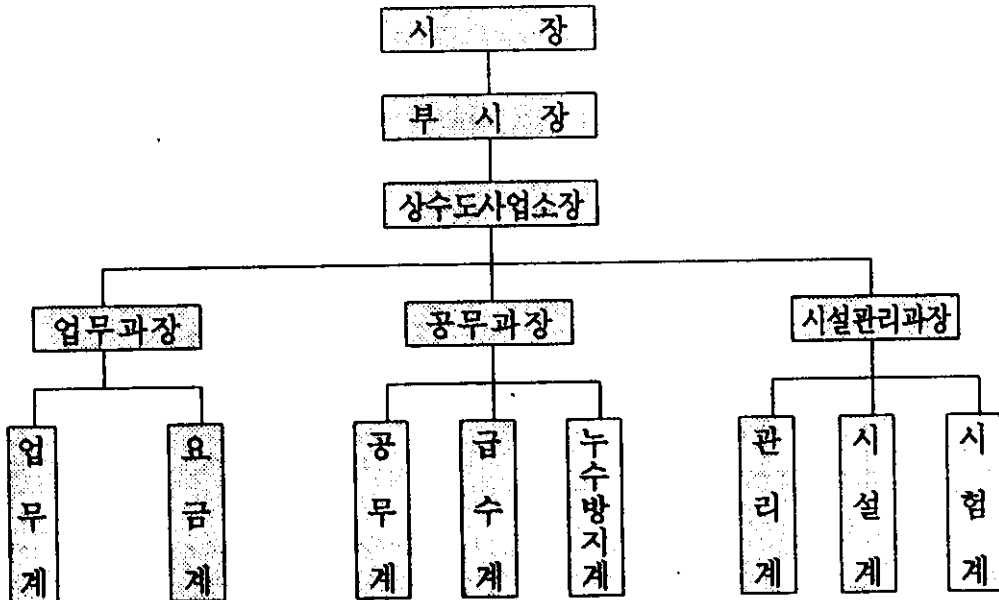 시 장
부 시 장
상수도사업소장
업무과장
공무과장
시설관리과장
업무계
요금계
공무계
급수계
누수방지계
관리계
시설계
시험계